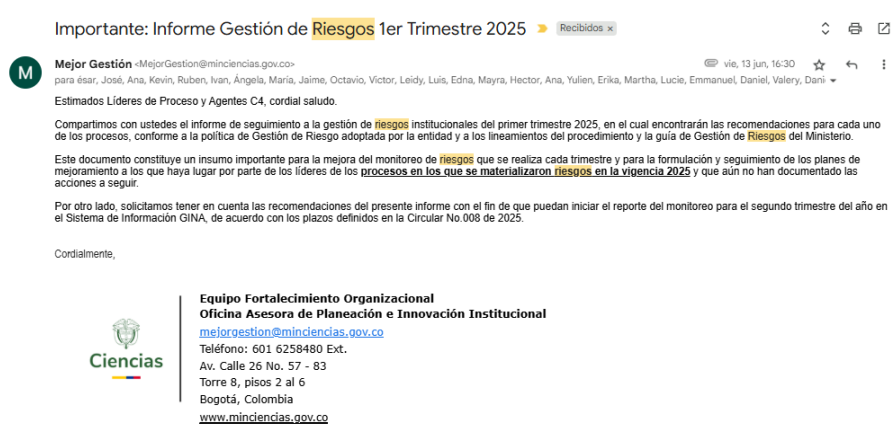 Importante: Informe Gestión de Riesgos 1er Trimestre 2025 Recibidos ×
M
Mejor Gestión <MejorGestion@minciencias.gov.co> vie, 13 jun, 16:30
para ésar, José, Ana, Kevin, Ruben, Ivan, Ángela, María, Jaime, Octavio, Victor, Leidy, Luis, Edna, Mayra, Hector, Ana, Yulien, Erika, Martha, Lucie, Emmanuel, Daniel, Valery, Dani
Estimados Líderes de Proceso y Agentes C4, cordial saludo.
Compartimos con ustedes el informe de seguimiento a la gestión de riesgos institucionales del primer trimestre 2025, en el cual encontrarán las recomendaciones para cada uno
de los procesos, conforme a la política de Gestión de Riesgo adoptada por la entidad y a los lineamientos del procedimiento y la guía de Gestión de Riesgos del Ministerio.
Este documento constituye un insumo importante para la mejora del monitoreo de riesgos que se realiza cada trimestre y para la formulación y seguimiento de los planes de
mejoramiento a los que haya lugar por parte de los líderes de los procesos en los que se materializaron riesgos en la vigencia 2025 y que aún no han documentado las
acciones a seguir.
Por otro lado, solicitamos tener en cuenta las recomendaciones del presente informe con el fin de que puedan iniciar el reporte del monitoreo para el segundo trimestre del año en
el Sistema de Información GINA, de acuerdo con los plazos definidos en la Circular No.008 de 2025.
Cordialmente,
Ciencias
Equipo Fortalecimiento Organizacional
Oficina Asesora de Planeación e Innovación Institucional
mejorgestion@minciencias.gov.co
Teléfono: 601 6258480 Ext.
Av. Calle 26 No. 57 - 83
Torre 8, pisos 2 al 6
Bogotá, Colombia
www.minciencias.gov.co